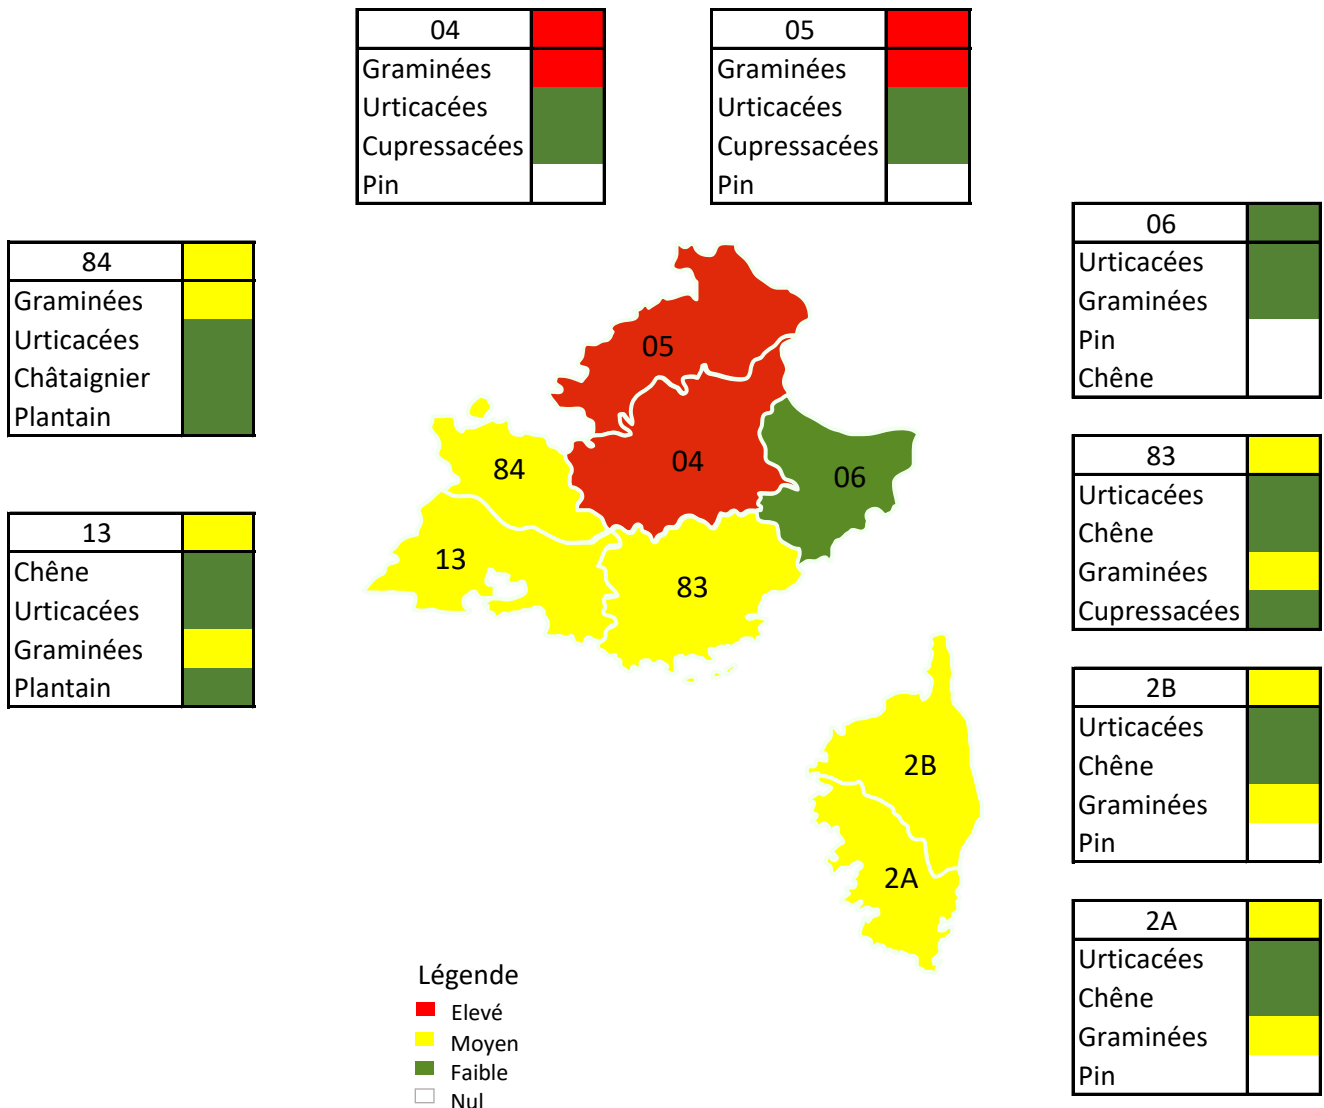 04
Graminées
Urticacées
Cupressacées
Pin
05
Graminées
Urticacées
Cupressacées
Pin
84
Graminées
Urticacées
Châtaignier
Plantain
13
Chêne
Urticacées
Graminées
Plantain
05
04
84
06
13
83
2B
2A
06
Urticacées
Graminées
Pin
Chêne
83
Urticacées
Chêne
Graminées
Cupressacées
2B
Urticacées
Chêne
Graminées
Pin
2A
Urticacées
Chêne
Graminées
Pin
Légende
Elevé
Moyen
Faible
Nul